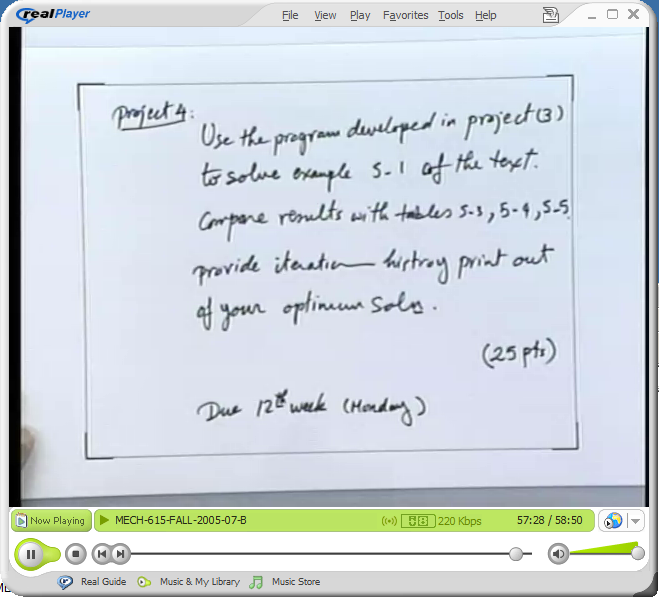 realPlayer
File View Play Favorites Tools Help
Project 4:
Use the program developed in project (3)
to solve example 5-1 of the text.
Compare results with tables 5-3, 5-4, 5-5.
provide iteration histroy print out
of your optimum Soln.
(25 pts)
Due 12th week (Monday)
Now Playing MECH-615-FALL-2005-07-B 220 Kbps 57:28 / 58:50
Real Guide Music & My Library Music Store